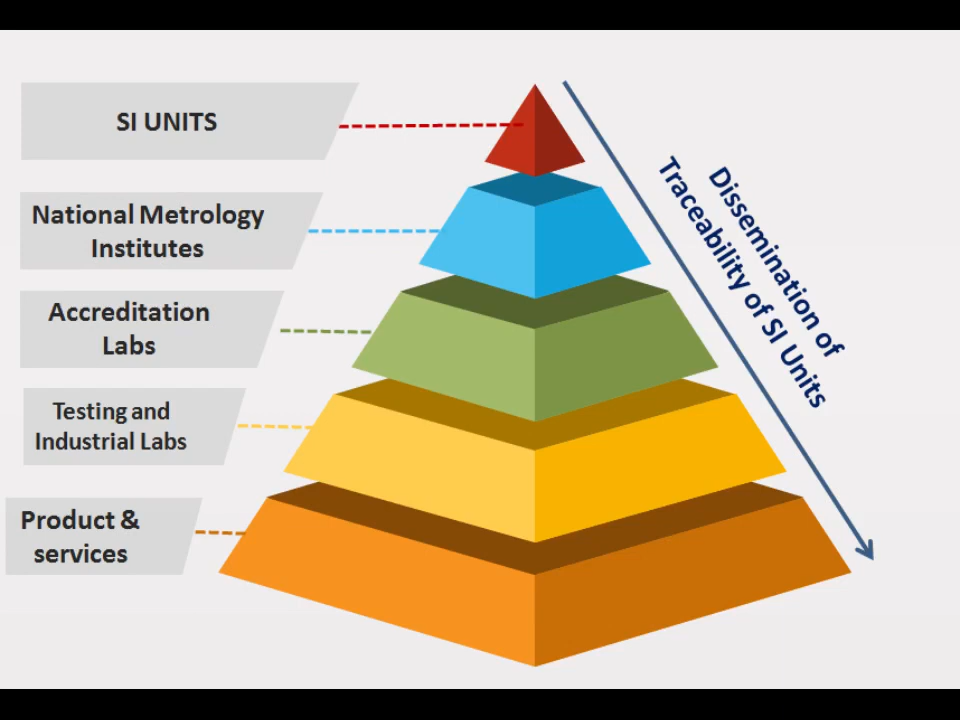 SI UNITS
National Metrology
Institutes
Accreditation
Labs
Testing and
Industrial Labs
Product &
services
Dissemination of
Traceability of SI Units